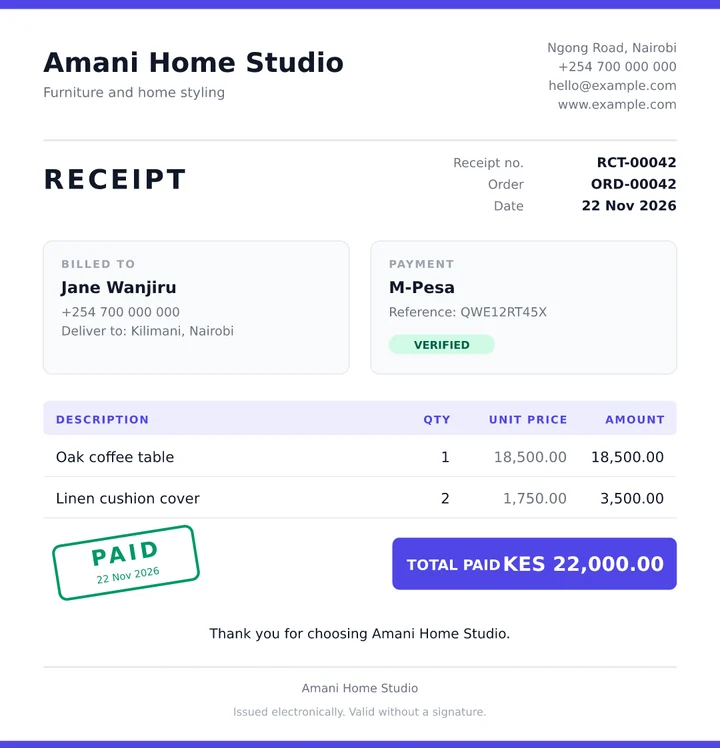 Amani Home Studio
Furniture and home styling
Ngong Road, Nairobi
+254 700 000 000
hello@example.com
www.example.com
RECEIPT
Receipt no. RCT-00042
Order ORD-00042
Date 22 Nov 2026
BILLED TO
Jane Wanjiru
+254 700 000 000
Deliver to: Kilimani, Nairobi
PAYMENT
M-Pesa
Reference: QWE12RT45X
VERIFIED
DESCRIPTION QTY UNIT PRICE AMOUNT
Oak coffee table 1 18,500.00 18,500.00
Linen cushion cover 2 1,750.00 3,500.00
PAID
22 Nov 2026
TOTAL PAID KES 22,000.00
Thank you for choosing Amani Home Studio.
Amani Home Studio
Issued electronically. Valid without a signature.